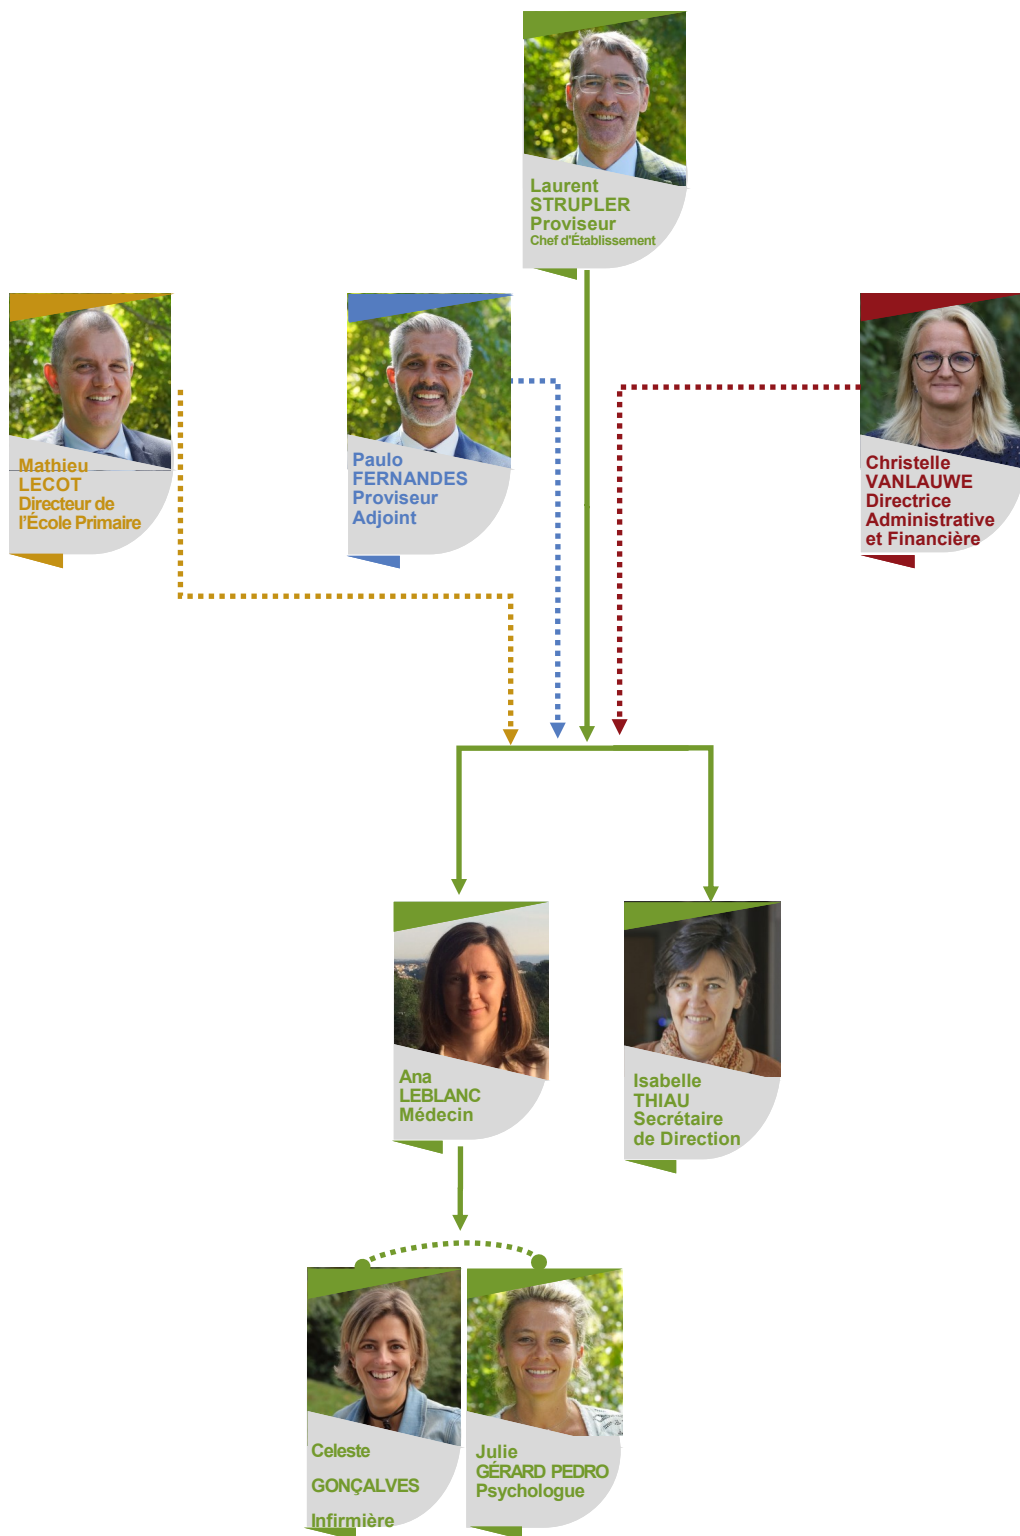 Laurent
STRUPLER
Proviseur
Chef d'Établissement
Mathieu
LECOT
Directeur de
l’École Primaire
Paulo
FERNANDES
Proviseur
Adjoint
Christelle
VANLAUWE
Directrice
Administrative
et Financière
Ana
LEBLANC
Médecin
Isabelle
THIAU
Secrétaire
de Direction
Celeste
GONÇALVES
Infirmière
Julie
GÉRARD PEDRO
Psychologue